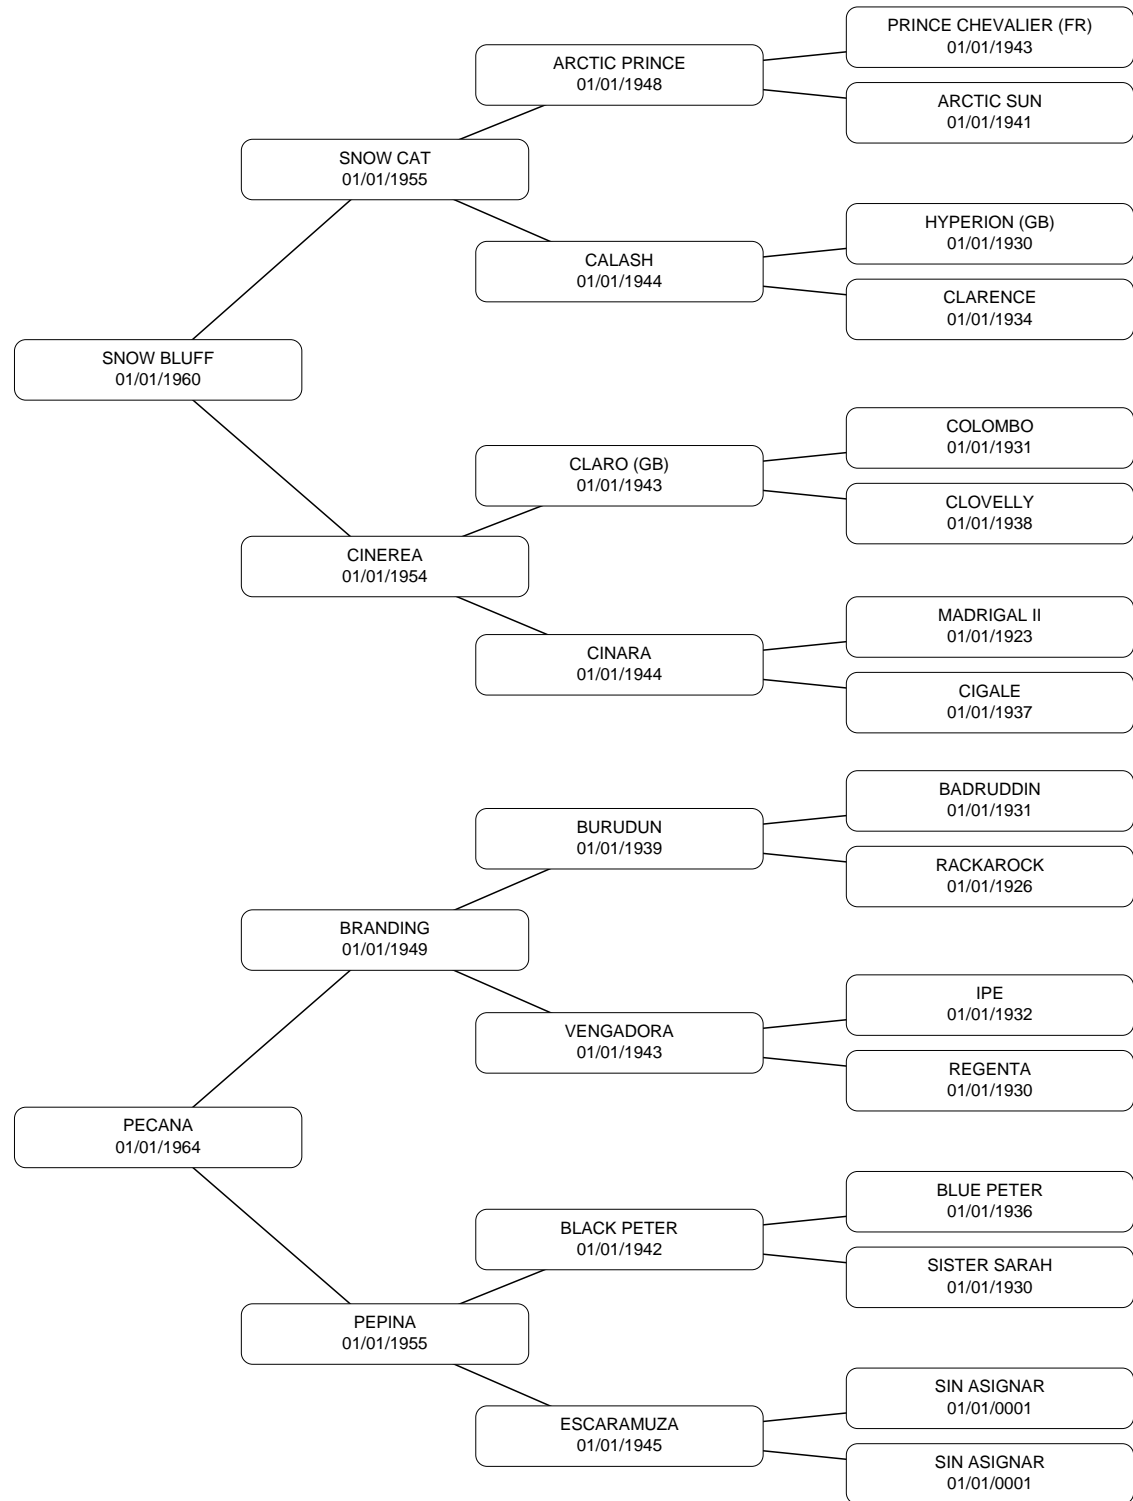 PRINCE CHEVALIER (FR)
01/01/1943
ARCTIC PRINCE
01/01/1948
ARCTIC SUN
01/01/1941
SNOW CAT
01/01/1955
HYPERION (GB)
01/01/1930
CALASH
01/01/1944
CLARENCE
01/01/1934
SNOW BLUFF
01/01/1960
COLOMBO
01/01/1931
CLARO (GB)
01/01/1943
CLOVELLY
01/01/1938
CINEREA
01/01/1954
MADRIGAL II
01/01/1923
CINARA
01/01/1944
CIGALE
01/01/1937
BADRUDDIN
01/01/1931
BURUDUN
01/01/1939
RACKAROCK
01/01/1926
BRANDING
01/01/1949
IPE
01/01/1932
VENGADORA
01/01/1943
REGENTA
01/01/1930
PECANA
01/01/1964
BLUE PETER
01/01/1936
BLACK PETER
01/01/1942
SISTER SARAH
01/01/1930
PEPINA
01/01/1955
SIN ASIGNAR
01/01/0001
ESCARAMUZA
01/01/1945
SIN ASIGNAR
01/01/0001